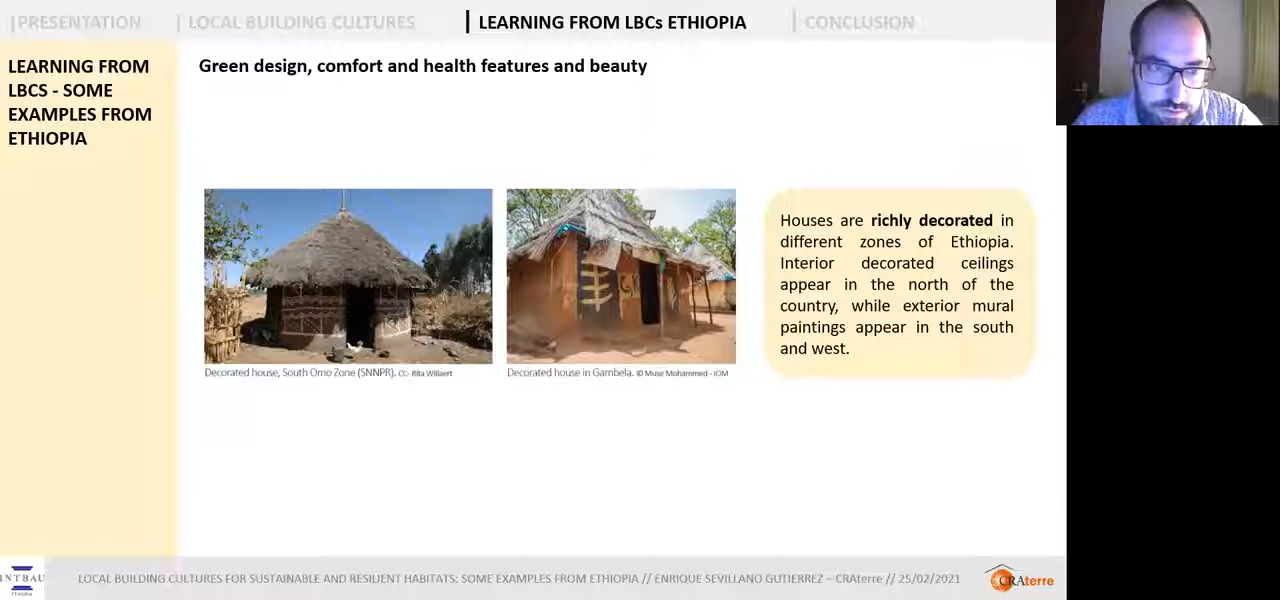 |PRESENTATION | LOCAL BUILDING CULTURES | LEARNING FROM LBCs ETHIOPIA | CONCLUSION
LEARNING FROM
LBCS - SOME
EXAMPLES FROM
ETHIOPIA
Green design, comfort and health features and beauty
Decorated house, South Omo Zone (SNNPR). CC- Rita Willaert
Decorated house in Gambela. © Muse Mohammed - IOM
Houses are richly decorated in
different zones of Ethiopia.
Interior decorated ceilings
appear in the north of the
country, while exterior mural
paintings appear in the south
and west.
INTBAU
ETHIOPIA
LOCAL BUILDING CULTURES FOR SUSTAINABLE AND RESILIENT HABITATS: SOME EXAMPLES FROM ETHIOPIA // ENRIQUE SEVILLANO GUTIERREZ – CRAterre // 25/02/2021
CRAterre